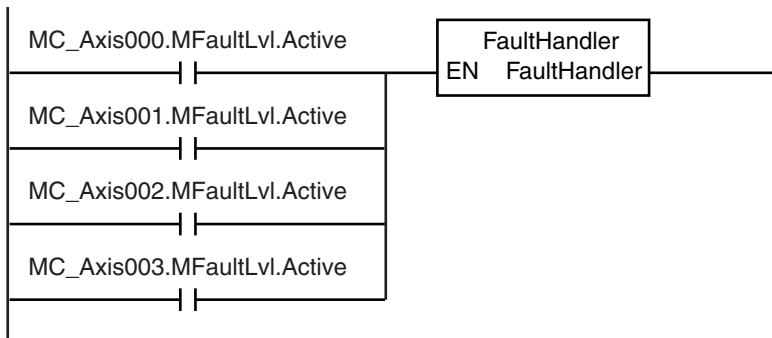 MC_Axis000.MFaultLvl.Active
FaultHandler
EN FaultHandler
MC_Axis001.MFaultLvl.Active
MC_Axis002.MFaultLvl.Active
MC_Axis003.MFaultLvl.Active